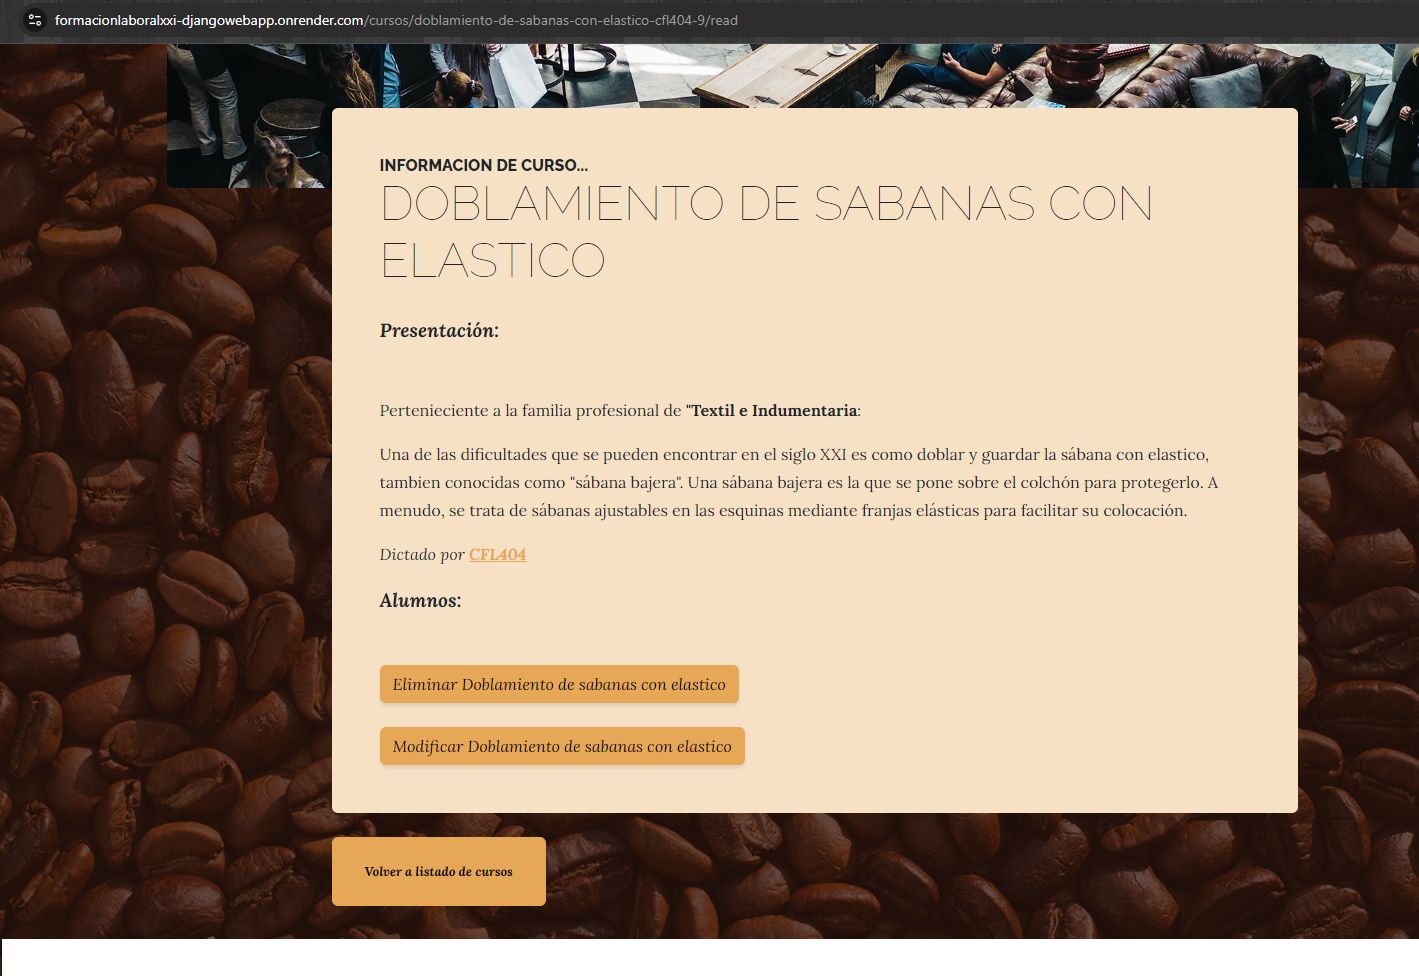 formacionlaboralxxi-djangowebapp.onrender.com/cursos/doblamiento-de-sabanas-con-elastico-cfl404-9/read
INFORMACION DE CURSO...
DOBLAMIENTO DE SABANAS CON
ELASTICO
Presentación:
Pertenieciente a la familia profesional de "Textil e Indumentaria:
Una de las dificultades que se pueden encontrar en el siglo XXI es como doblar y guardar la sábana con elastico,
tambien conocidas como "sábana bajera". Una sábana bajera es la que se pone sobre el colchón para protegerlo. A
menudo, se trata de sábanas ajustables en las esquinas mediante franjas elásticas para facilitar su colocación.
Dictado por CFL404
Alumnos:
Eliminar Doblamiento de sabanas con elastico
Modificar Doblamiento de sabanas con elastico
Volver a listado de cursos